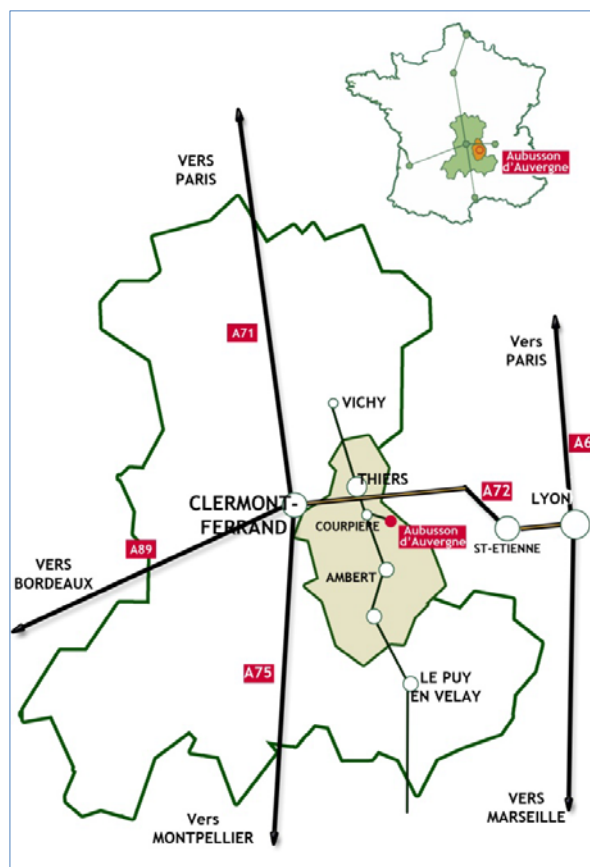 Aubusson
d'Auvergne
VERS
PARIS
A71
Vers
PARIS
A6
VICHY
THIERS
A72
CLERMONT-
FERRAND
LYON
COURPIERE
Aubusson
d'Auvergne
ST-ETIENNE
A89
VERS
BORDEAUX
AMBERT
A75
LE PUY
EN VELAY
Vers
MONTPELLIER
VERS
MARSEILLE